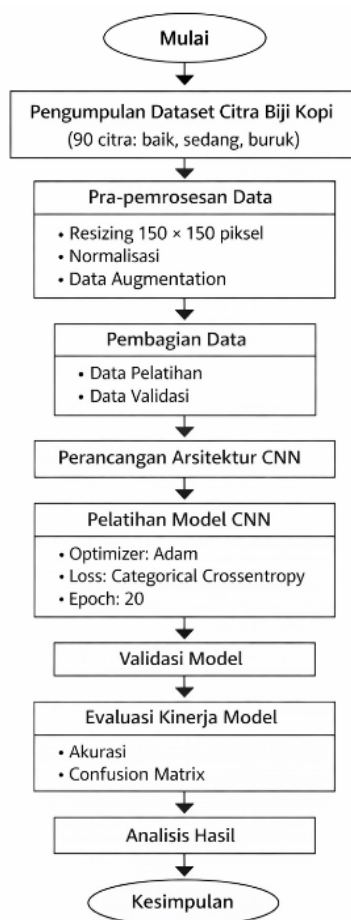 Mulai
Pengumpulan Dataset Citra Biji Kopi
(90 citra: baik, sedang, buruk)
Pra-pemrosesan Data
• Resizing 150 × 150 piksel
• Normalisasi
• Data Augmentation
Pembagian Data
• Data Pelatihan
• Data Validasi
Perancangan Arsitektur CNN
Pelatihan Model CNN
• Optimizer: Adam
• Loss: Categorical Crossentropy
• Epoch: 20
Validasi Model
Evaluasi Kinerja Model
• Akurasi
• Confusion Matrix
Analisis Hasil
Kesimpulan